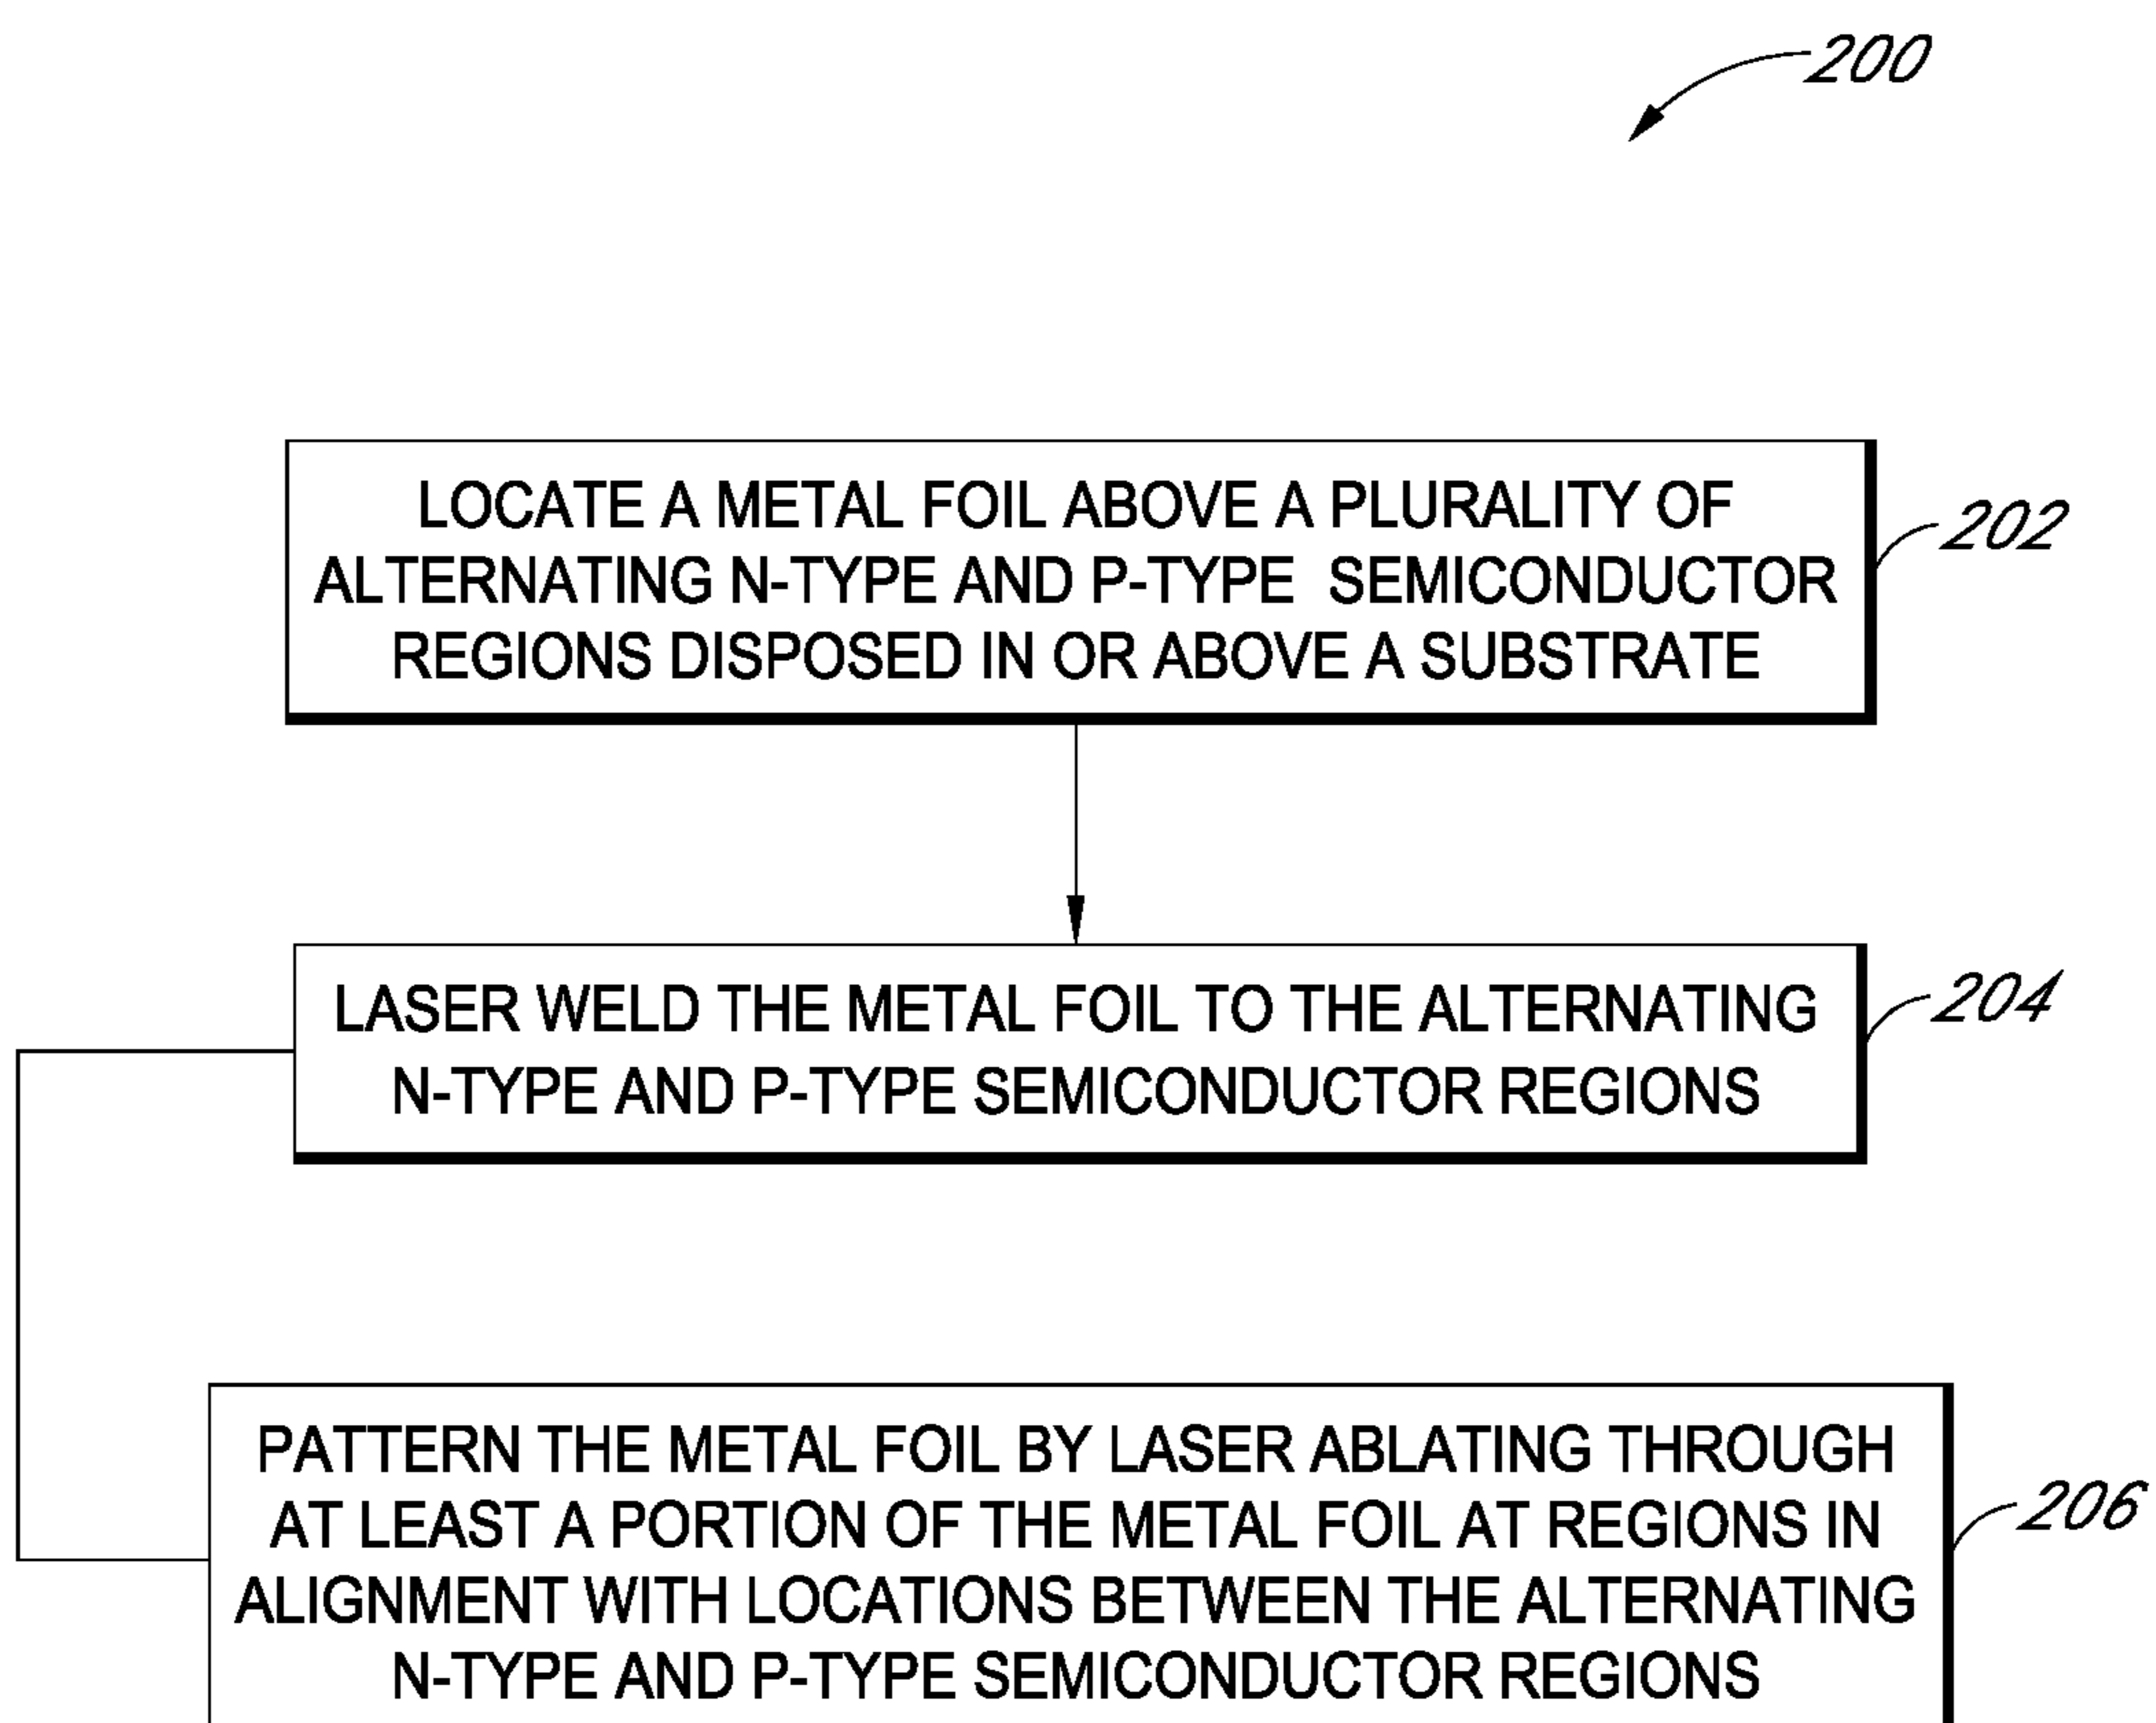 200
LOCATE A METAL FOIL ABOVE A PLURALITY OF
ALTERNATING N-TYPE AND P-TYPE SEMICONDUCTOR
REGIONS DISPOSED IN OR ABOVE A SUBSTRATE
202
LASER WELD THE METAL FOIL TO THE ALTERNATING
N-TYPE AND P-TYPE SEMICONDUCTOR REGIONS
204
PATTERN THE METAL FOIL BY LASER ABLATING THROUGH
AT LEAST A PORTION OF THE METAL FOIL AT REGIONS IN
ALIGNMENT WITH LOCATIONS BETWEEN THE ALTERNATING
N-TYPE AND P-TYPE SEMICONDUCTOR REGIONS
206